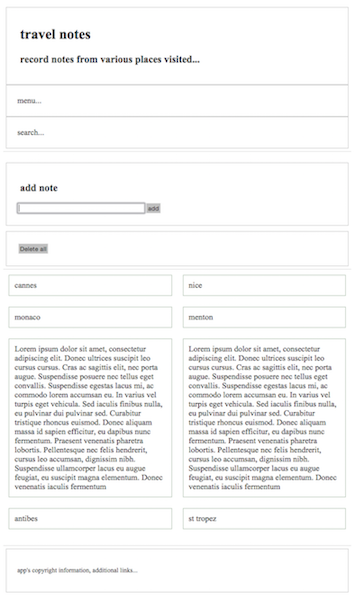 travel notes
record notes from various places visited...
menu...
search...
add note
add
Delete all
cannes
nice
monaco
menton
Lorem ipsum dolor sit amet, consectetur
adipiscing elit. Donec ultrices suscipit leo
cursus cursus. Cras ac sagittis elit, nec porta
augue. Suspendisse posuere nec tellus eget
convallis. Suspendisse egestas lacus mi, ac
commodo lorem accumsan eu. In varius vel
turpis eget vehicula. Sed iaculis finibus nulla,
eu pulvinar dui pulvinar sed. Curabitur
tristique rhoncus euismod. Donec aliquam
massa id sapien efficitur, eu dapibus nunc
fermentum. Praesent venenatis pharetra
lobortis. Pellentesque nec felis hendrerit,
cursus leo accumsan, dignissim nibh.
Suspendisse ullamcorper lacus eu augue
feugiat, eu suscipit magna elementum. Donec
venenatis iaculis fermentum
Lorem ipsum dolor sit amet, consectetur
adipiscing elit. Donec ultrices suscipit leo
cursus cursus. Cras ac sagittis elit, nec porta
augue. Suspendisse posuere nec tellus eget
convallis. Suspendisse egestas lacus mi, ac
commodo lorem accumsan eu. In varius vel
turpis eget vehicula. Sed iaculis finibus nulla,
eu pulvinar dui pulvinar sed. Curabitur
tristique rhoncus euismod. Donec aliquam
massa id sapien efficitur, eu dapibus nunc
fermentum. Praesent venenatis pharetra
lobortis. Pellentesque nec felis hendrerit,
cursus leo accumsan, dignissim nibh.
Suspendisse ullamcorper lacus eu augue
feugiat, eu suscipit magna elementum. Donec
venenatis iaculis fermentum
antibes
st tropez
app's copyright information, additional links...